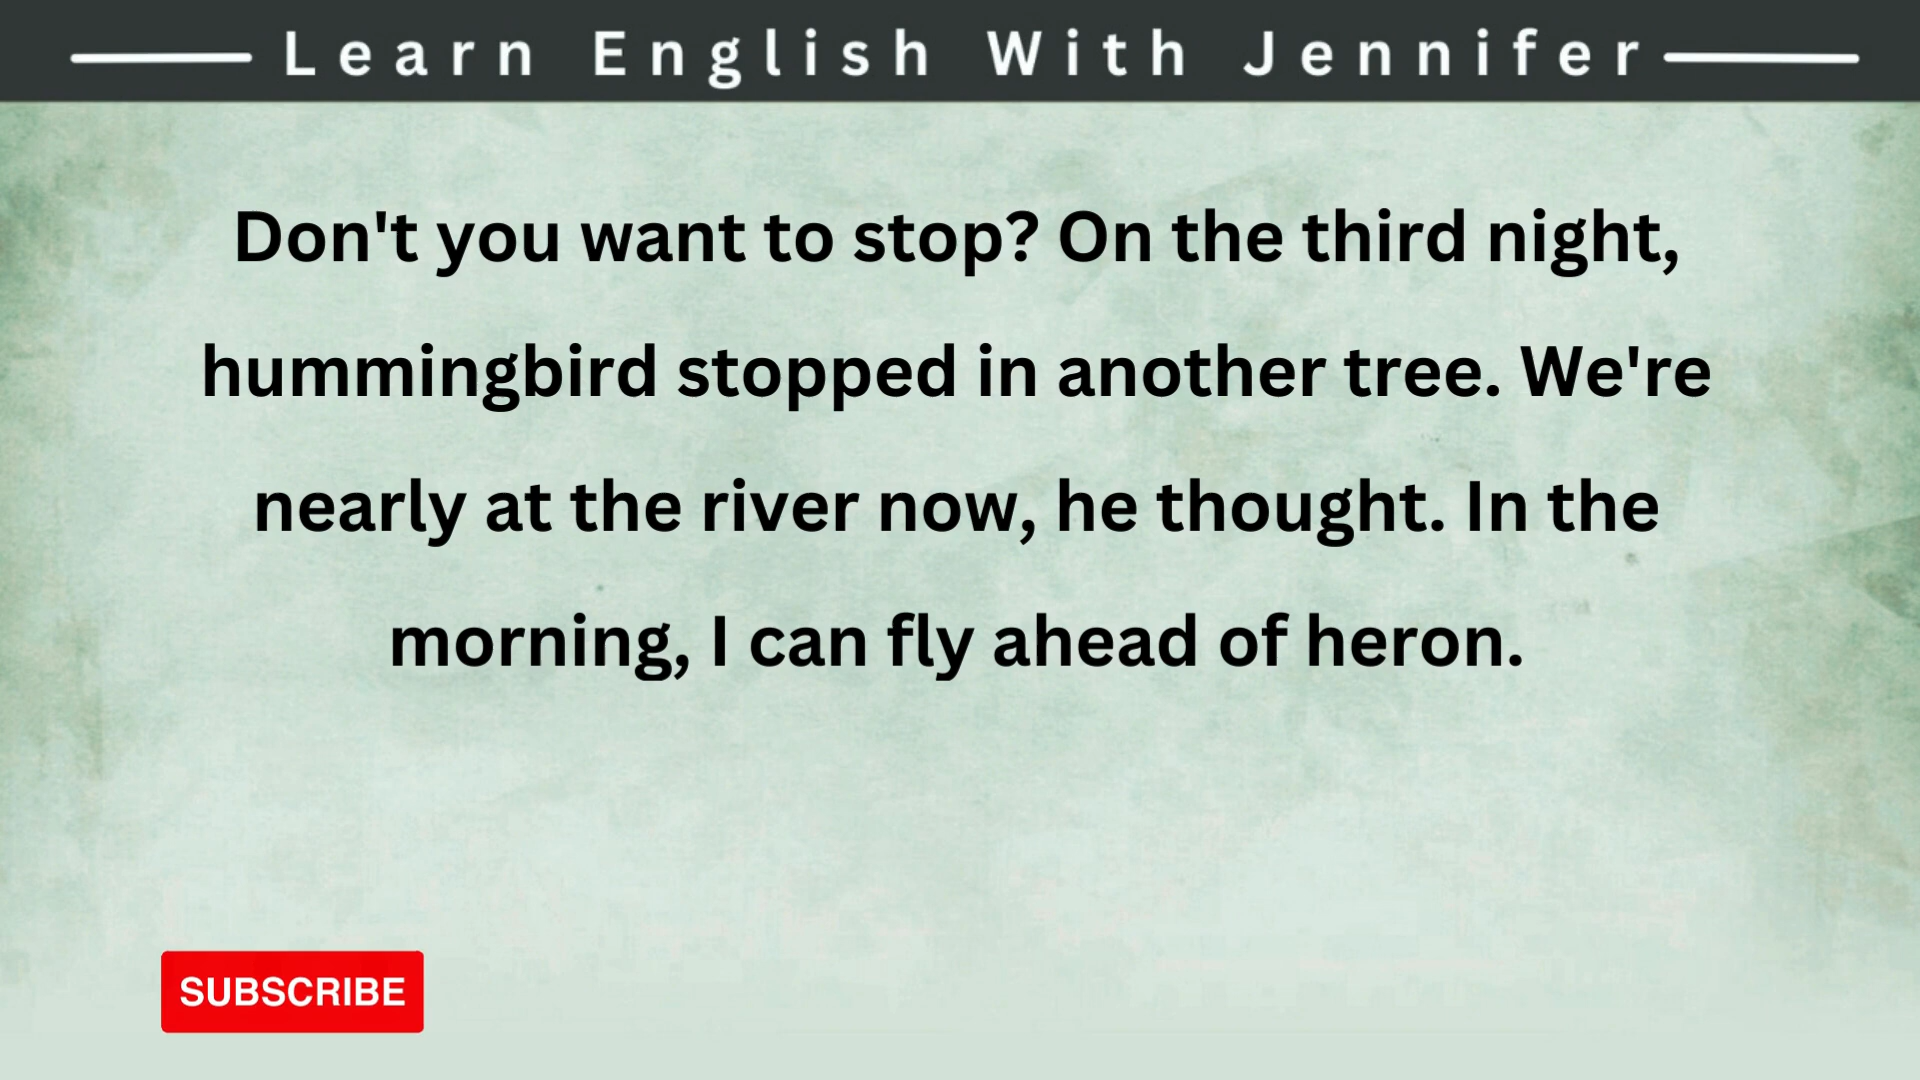 Learn English With Jennifer
Don't you want to stop? On the third night,
hummingbird stopped in another tree. We're
nearly at the river now, he thought. In the
morning, I can fly ahead of heron.
SUBSCRIBE